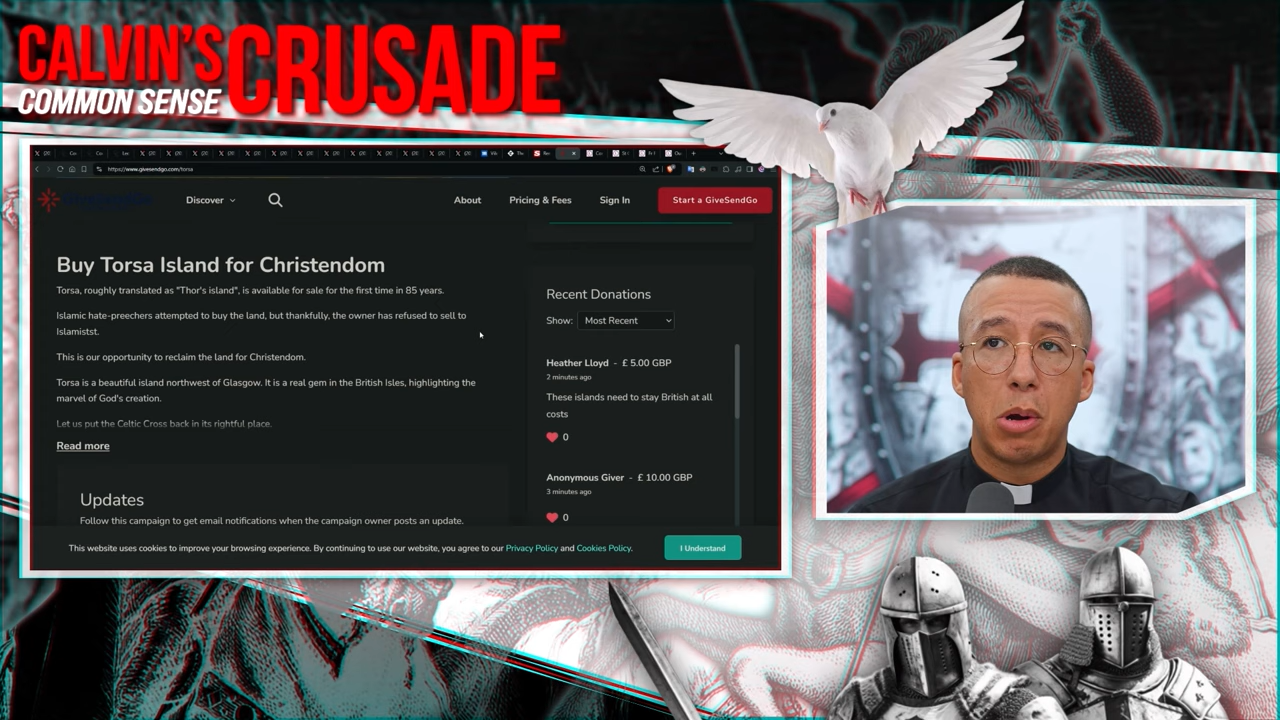 CALVIN'S
COMMON SENSE
CRUSADE
https://www.givesendgo.com/torsa
Discover
About
Pricing & Fees
Sign In
Start a GiveSendGo
Buy Torsa Island for Christendom
Torsa, roughly translated as "Thor's island", is available for sale for the first time in 85 years.
Islamic hate-preechers attempted to buy the land, but thankfully, the owner has refused to sell to
Islamistst.
This is our opportunity to reclaim the land for Christendom.
Torsa is a beautiful island northwest of Glasgow. It is a real gem in the British Isles, highlighting the
marvel of God's creation.
Let us put the Celtic Cross back in its rightful place.
Read more
Updates
Follow this campaign to get email notifications when the campaign owner posts an update.
Recent Donations
Show: Most Recent
Heather Lloyd - £ 5.00 GBP
2 minutes ago
These islands need to stay British at all
costs
0
Anonymous Giver - £ 10.00 GBP
3 minutes ago
0
This website uses cookies to improve your browsing experience. By continuing to use our website, you agree to our Privacy Policy and Cookies Policy.
I Understand